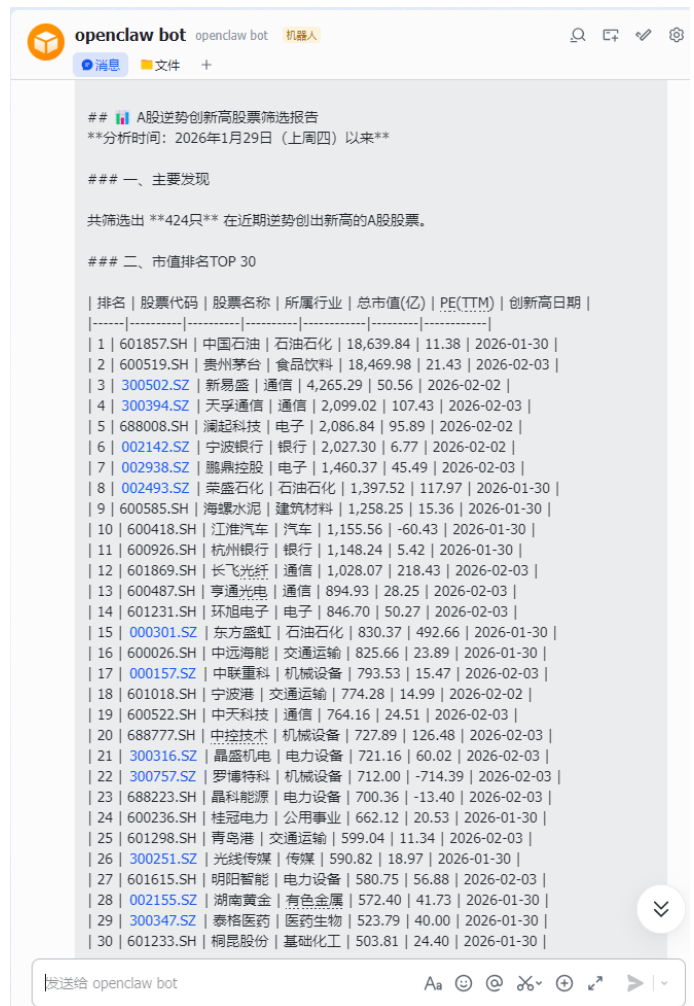 openclaw bot openclaw bot 机器人
消息 文件 +
## 📊 A股逆势创新高股票筛选报告
**分析时间：2026年1月29日（上周四）以来**
### 一、主要发现
共筛选出 **424只** 在近期逆势创出新高的A股股票。
### 二、市值排名TOP 30
| 排名 | 股票代码 | 股票名称 | 所属行业 | 总市值(亿) | PE(TTM) | 创新高日期 |
|------|----------|----------|----------|------------|---------|------------|
| 1 | 601857.SH | 中国石油 | 石油石化 | 18,639.84 | 11.38 | 2026-01-30 |
| 2 | 600519.SH | 贵州茅台 | 食品饮料 | 18,469.98 | 21.43 | 2026-02-03 |
| 3 | 300502.SZ | 新易盛 | 通信 | 4,265.29 | 50.56 | 2026-02-02 |
| 4 | 300394.SZ | 天孚通信 | 通信 | 2,099.02 | 107.43 | 2026-02-03 |
| 5 | 688008.SH | 澜起科技 | 电子 | 2,086.84 | 95.89 | 2026-02-02 |
| 6 | 002142.SZ | 宁波银行 | 银行 | 2,027.30 | 6.77 | 2026-02-02 |
| 7 | 002938.SZ | 鹏鼎控股 | 电子 | 1,460.37 | 45.49 | 2026-02-03 |
| 8 | 002493.SZ | 荣盛石化 | 石油石化 | 1,397.52 | 117.97 | 2026-01-30 |
| 9 | 600585.SH | 海螺水泥 | 建筑材料 | 1,258.25 | 15.36 | 2026-01-30 |
| 10 | 600418.SH | 江淮汽车 | 汽车 | 1,155.56 | -60.43 | 2026-01-30 |
| 11 | 600926.SH | 杭州银行 | 银行 | 1,148.24 | 5.42 | 2026-01-30 |
| 12 | 601869.SH | 长飞光纤 | 通信 | 1,028.07 | 218.43 | 2026-02-03 |
| 13 | 600487.SH | 亨通光电 | 通信 | 894.93 | 28.25 | 2026-02-03 |
| 14 | 601231.SH | 环旭电子 | 电子 | 846.70 | 50.27 | 2026-02-03 |
| 15 | 000301.SZ | 东方盛虹 | 石油石化 | 830.37 | 492.66 | 2026-01-30 |
| 16 | 600026.SH | 中远海能 | 交通运输 | 825.66 | 23.89 | 2026-01-30 |
| 17 | 000157.SZ | 中联重科 | 机械设备 | 793.53 | 15.47 | 2026-02-03 |
| 18 | 601018.SH | 宁波港 | 交通运输 | 774.28 | 14.99 | 2026-02-02 |
| 19 | 600522.SH | 中天科技 | 通信 | 764.16 | 24.51 | 2026-02-03 |
| 20 | 688777.SH | 中控技术 | 机械设备 | 727.89 | 126.48 | 2026-02-03 |
| 21 | 300316.SZ | 晶盛机电 | 电力设备 | 721.16 | 60.02 | 2026-02-03 |
| 22 | 300757.SZ | 罗博特科 | 机械设备 | 712.00 | -714.39 | 2026-02-03 |
| 23 | 688223.SH | 晶科能源 | 电力设备 | 700.36 | -13.40 | 2026-02-03 |
| 24 | 600236.SH | 桂冠电力 | 公用事业 | 662.12 | 20.53 | 2026-01-30 |
| 25 | 601298.SH | 青岛港 | 交通运输 | 599.04 | 11.34 | 2026-02-03 |
| 26 | 300251.SZ | 光线传媒 | 传媒 | 590.82 | 18.97 | 2026-01-30 |
| 27 | 601615.SH | 明阳智能 | 电力设备 | 580.75 | 56.88 | 2026-02-03 |
| 28 | 002155.SZ | 湖南黄金 | 有色金属 | 572.40 | 41.73 | 2026-01-30 |
| 29 | 300347.SZ | 泰格医药 | 医药生物 | 523.79 | 40.00 | 2026-01-30 |
| 30 | 601233.SH | 桐昆股份 | 基础化工 | 503.81 | 24.40 | 2026-01-30 |
发送给 openclaw bot Aa